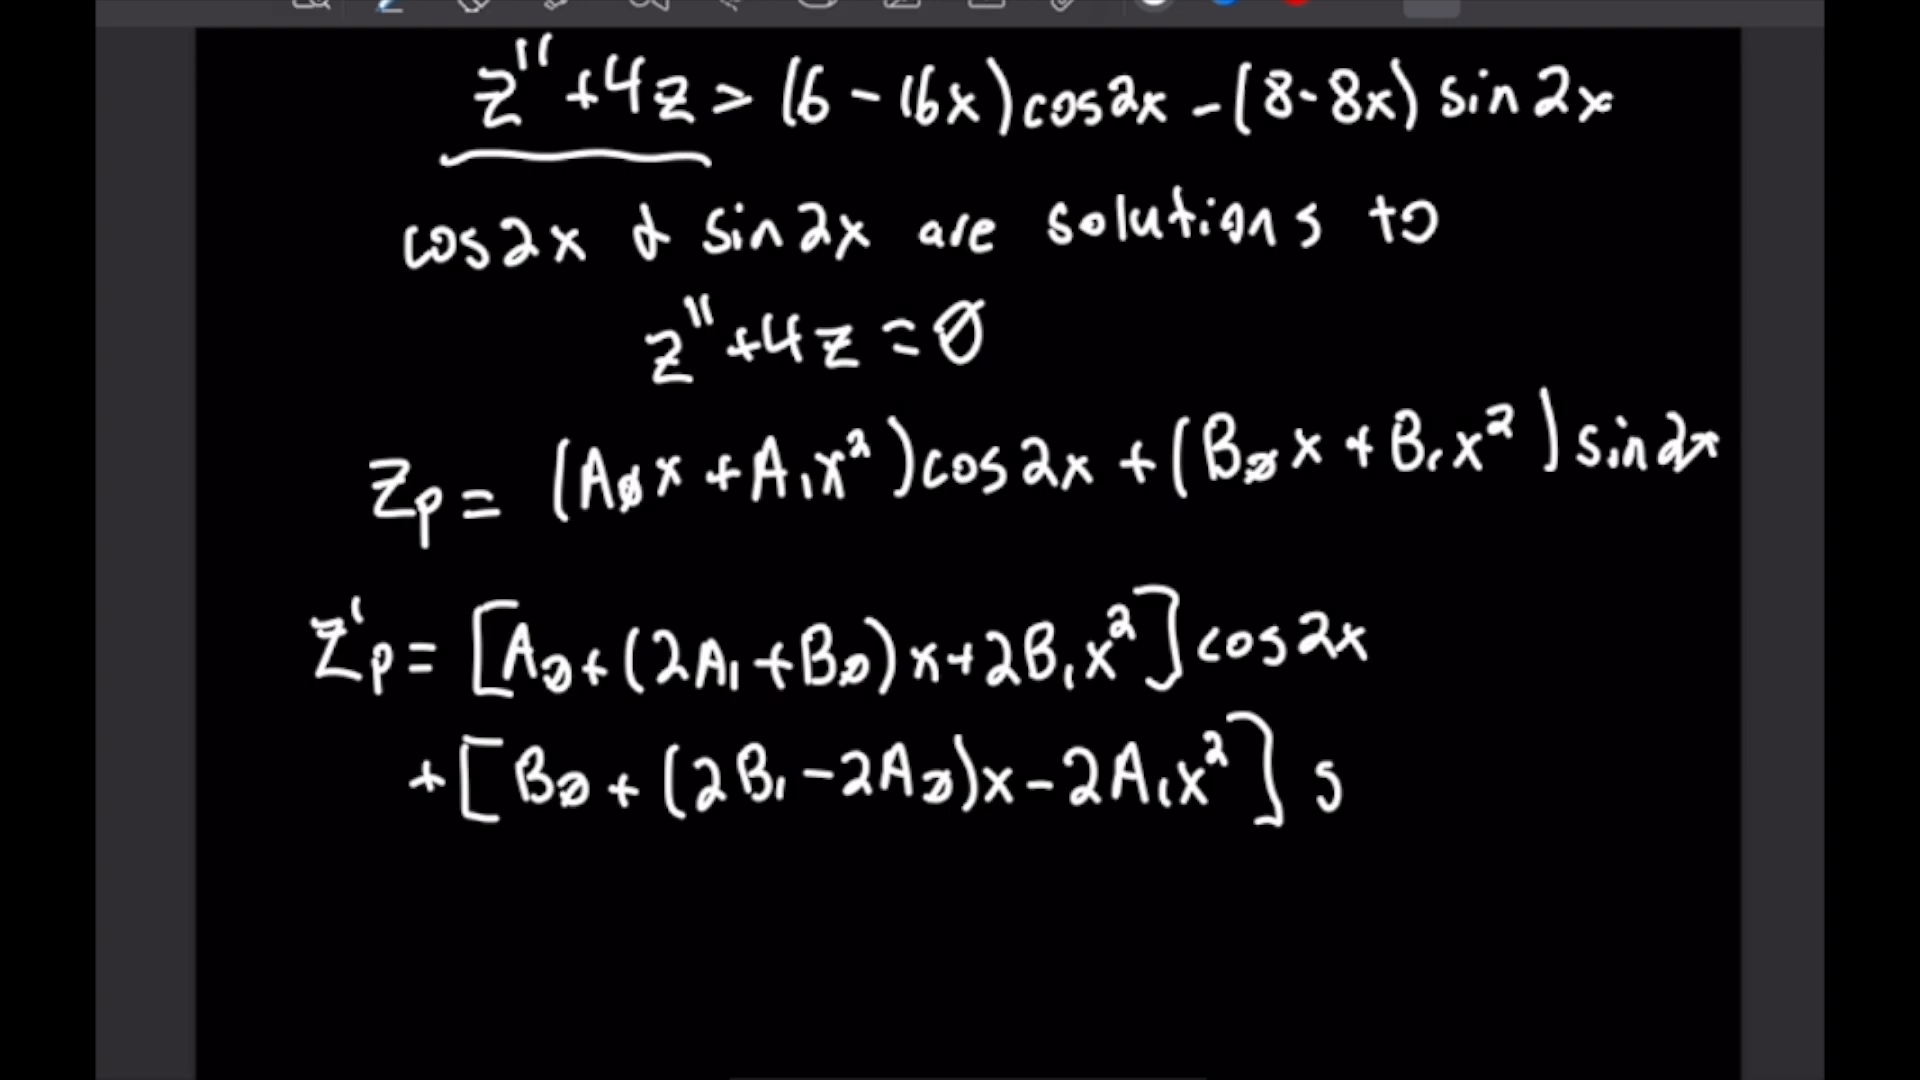 z'' + 4z = (6 - 16x) cos2x - (8 - 8x) sin2x
cos2x & sin2x are solutions to
z'' + 4z = 0
Zp = (A₀x + A₁x²) cos2x + (B₀x + B₁x²) sin2x
Z'p = [A₀ + (2A₁ + B₀)x + 2B₁x²] cos2x
+ [B₀ + (2B₁ - 2A₀)x - 2A₁x²] s